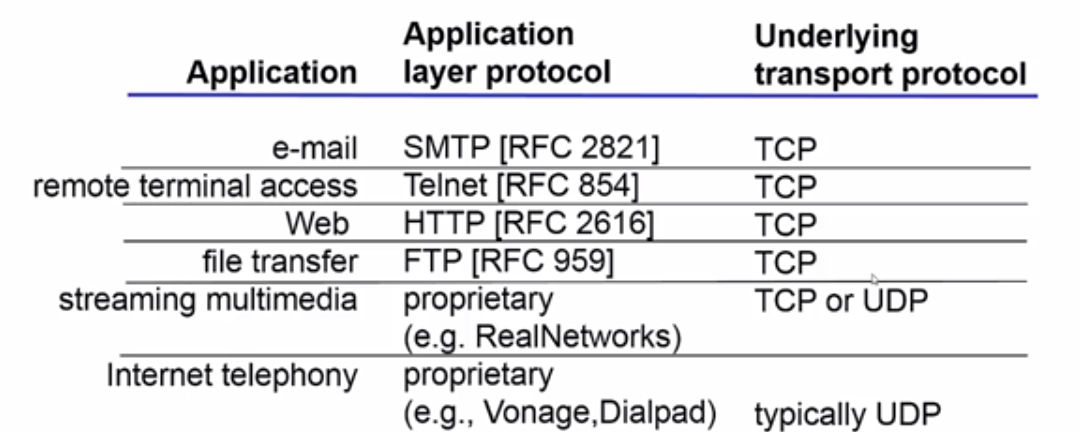 Application Application layer protocol Underlying transport protocol
e-mail SMTP [RFC 2821] TCP
remote terminal access Telnet [RFC 854] TCP
Web HTTP [RFC 2616] TCP
file transfer FTP [RFC 959] TCP
streaming multimedia proprietary TCP or UDP
(e.g. RealNetworks)
Internet telephony proprietary
(e.g., Vonage,Dialpad) typically UDP